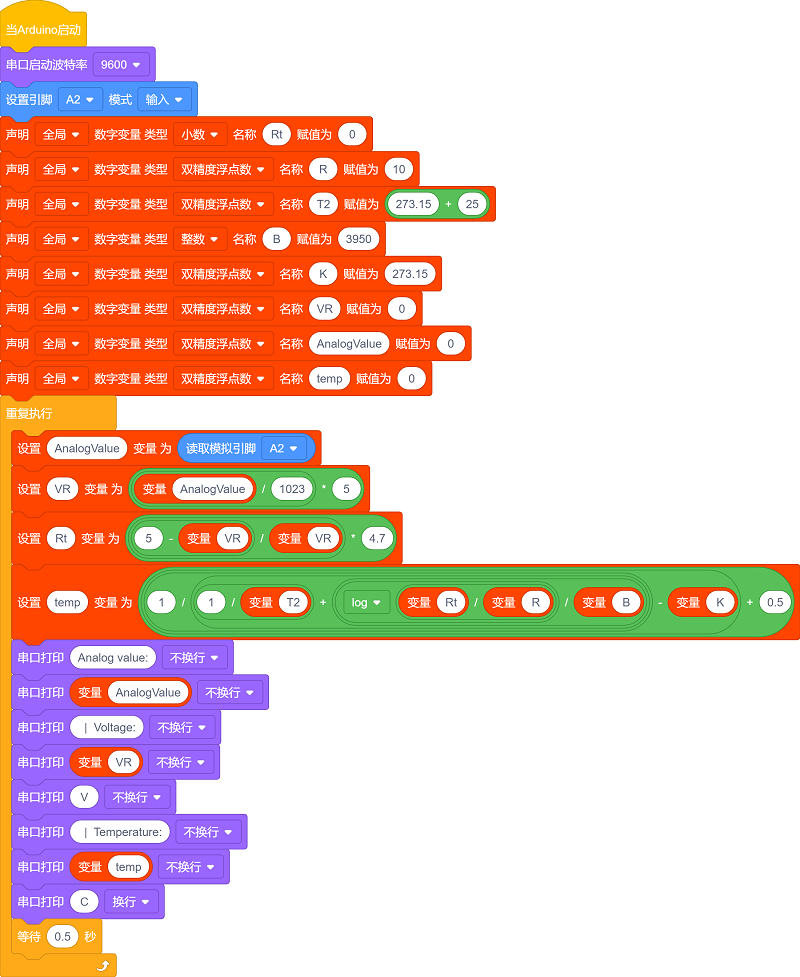 当Arduino启动
串口启动波特率 9600
设置引脚 A2 模式 输入
声明 全局 数字变量 类型 小数 名称 Rt 赋值为 0
声明 全局 数字变量 类型 双精度浮点数 名称 R 赋值为 10
声明 全局 数字变量 类型 双精度浮点数 名称 T2 赋值为 273.15 + 25
声明 全局 数字变量 类型 整数 名称 B 赋值为 3950
声明 全局 数字变量 类型 双精度浮点数 名称 K 赋值为 273.15
声明 全局 数字变量 类型 双精度浮点数 名称 VR 赋值为 0
声明 全局 数字变量 类型 双精度浮点数 名称 AnalogValue 赋值为 0
声明 全局 数字变量 类型 双精度浮点数 名称 temp 赋值为 0
重复执行
设置 AnalogValue 变量 为 读取模拟引脚 A2
设置 VR 变量 为 变量 AnalogValue / 1023 * 5
设置 Rt 变量 为 5 - 变量 VR / 变量 VR * 4.7
设置 temp 变量 为 1 / 1 / 变量 T2 + log 变量 Rt / 变量 R / 变量 B - 变量 K + 0.5
串口打印 Analog value: 不换行
串口打印 变量 AnalogValue 不换行
串口打印 | Voltage: 不换行
串口打印 变量 VR 不换行
串口打印 V 不换行
串口打印 | Temperature: 不换行
串口打印 变量 temp 不换行
串口打印 C 换行
等待 0.5 秒